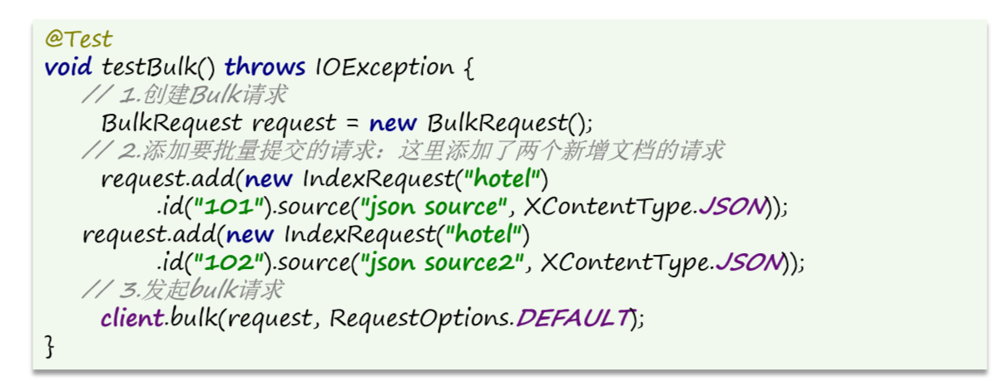 @Test
void testBulk() throws IOException {
// 1.创建Bulk请求
BulkRequest request = new BulkRequest();
// 2.添加要批量提交的请求：这里添加了两个新增文档的请求
request.add(new IndexRequest("hotel")
.id("101").source("json source", XContentType.JSON));
request.add(new IndexRequest("hotel")
.id("102").source("json source2", XContentType.JSON));
// 3.发起bulk请求
client.bulk(request, RequestOptions.DEFAULT);
}